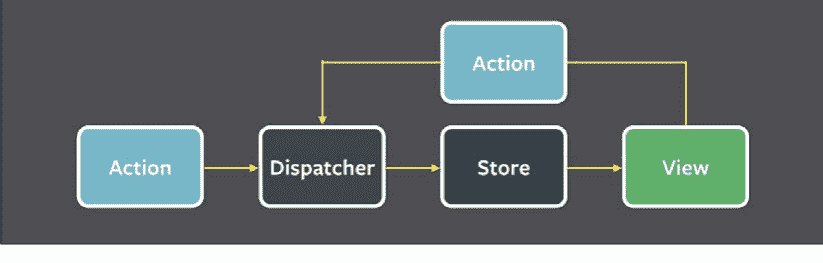 Action
Action
Dispatcher
Store
View